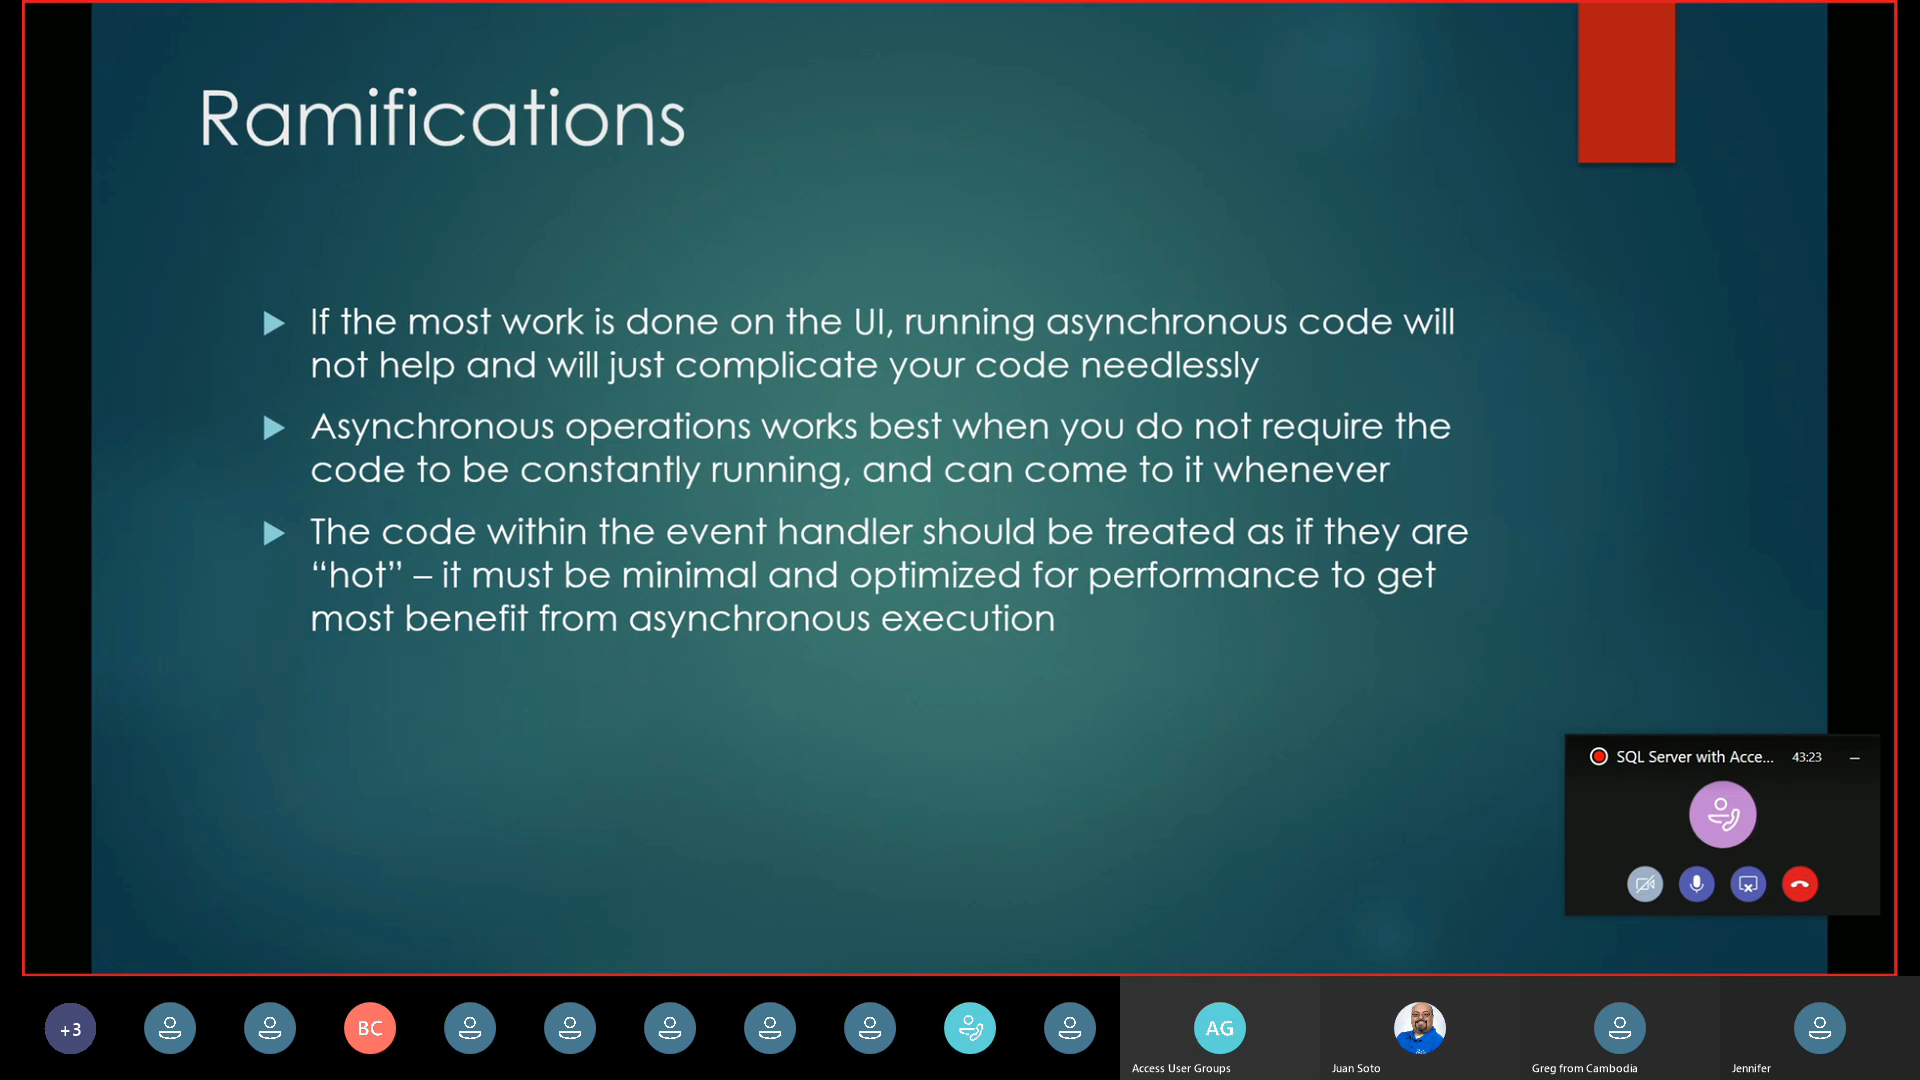 Ramifications
If the most work is done on the UI, running asynchronous code will
not help and will just complicate your code needlessly
Asynchronous operations works best when you do not require the
code to be constantly running, and can come to it whenever
The code within the event handler should be treated as if they are
“hot” – it must be minimal and optimized for performance to get
most benefit from asynchronous execution
SQL Server with Acce... 43:23
+3
BC
AG
Access User Groups
Juan Soto
Greg from Cambodia
Jennifer